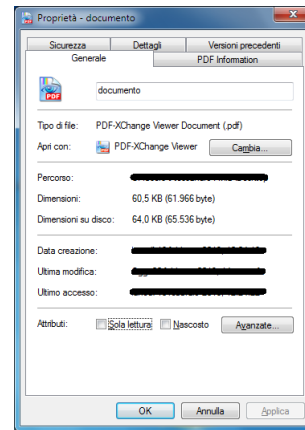 Proprietà - documento
Sicurezza Dettagli Versioni precedenti
Generale PDF Information
PDF
documento
Tipo di file: PDF-XChange Viewer Document (.pdf)
Apri con: PDF-XChange Viewer Cambia...
Percorso:
Dimensioni: 60,5 KB (61.966 byte)
Dimensioni su disco: 64,0 KB (65.536 byte)
Data creazione:
Ultima modifica:
Ultimo accesso:
Attributi: Sola lettura Nascosto Avanzate...
OK Annulla Applica